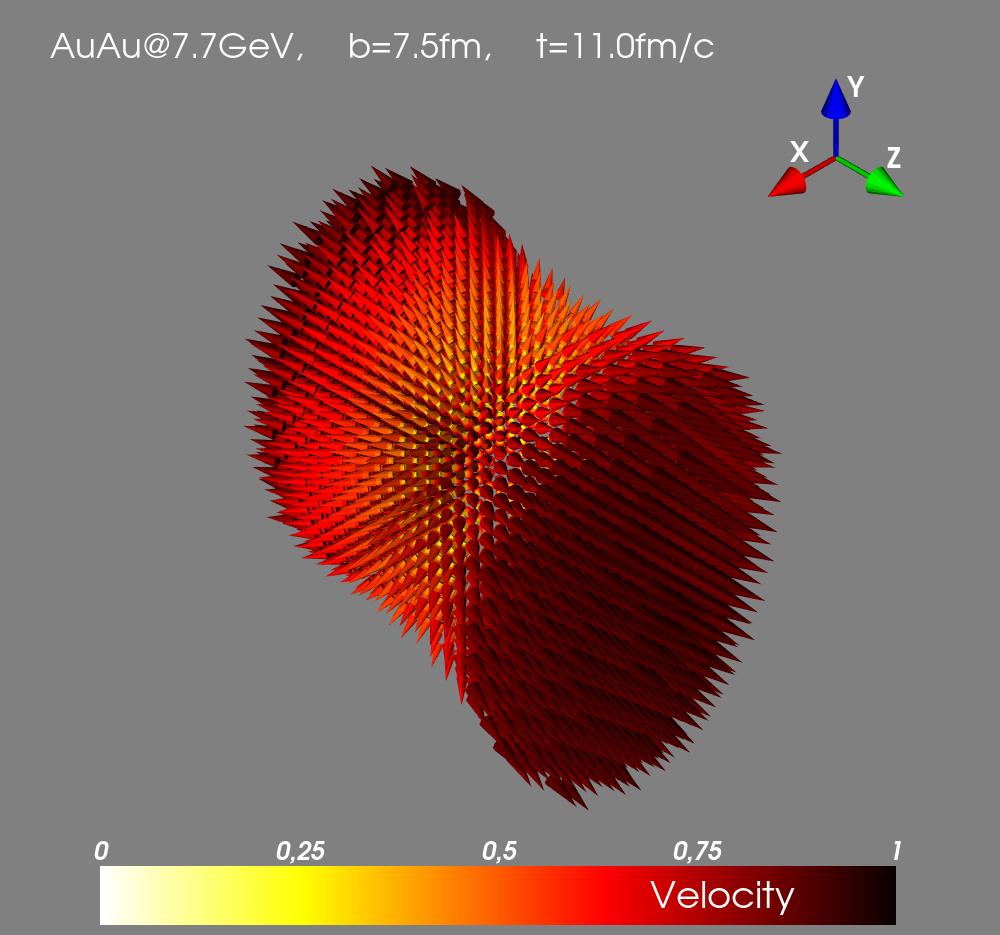 AuAu@7.7GeV, b=7.5fm, t=11.0fm/c
Y
X
Z
0 0,25 0,5 0,75 1
Velocity